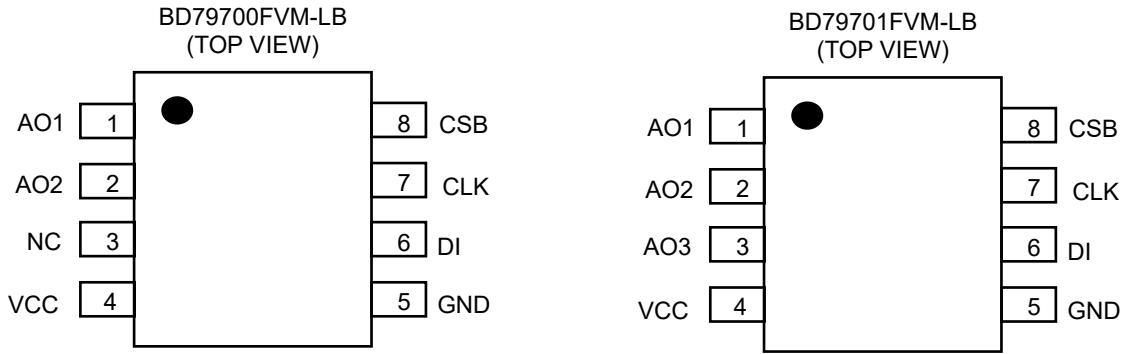 BD79700FVM-LB
(TOP VIEW)
AO1 1 8 CSB
AO2 2 7 CLK
NC 3 6 DI
VCC 4 5 GND
BD79701FVM-LB
(TOP VIEW)
AO1 1 8 CSB
AO2 2 7 CLK
AO3 3 6 DI
VCC 4 5 GND